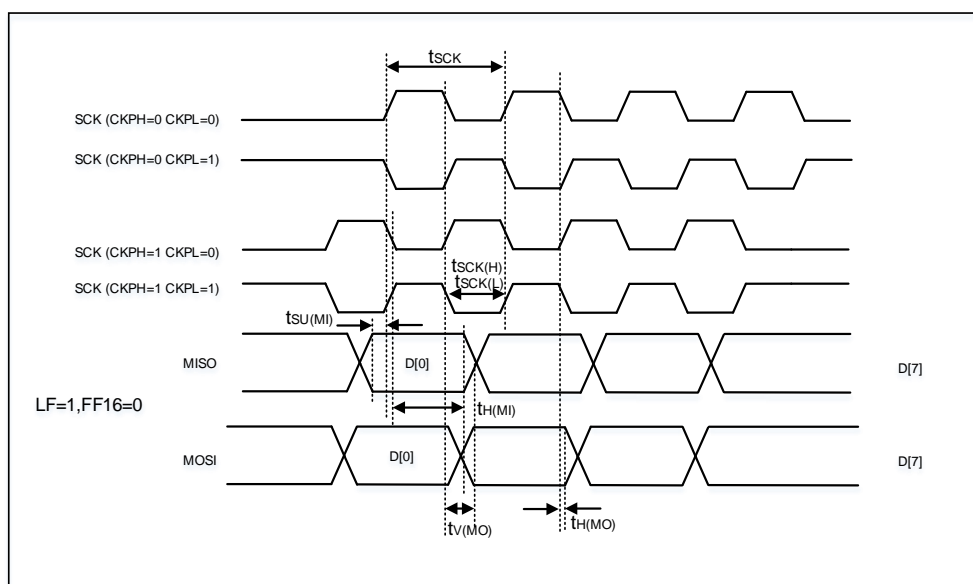 tSCK
SCK (CKPH=0 CKPL=0)
SCK (CKPH=0 CKPL=1)
SCK (CKPH=1 CKPL=0)
tSCK(H)
tSCK(L)
SCK (CKPH=1 CKPL=1)
tSU(MI)
MISO
D[0]
D[7]
LF=1,FF16=0
tH(MI)
MOSI
D[0]
D[7]
tV(MO)
tH(MO)